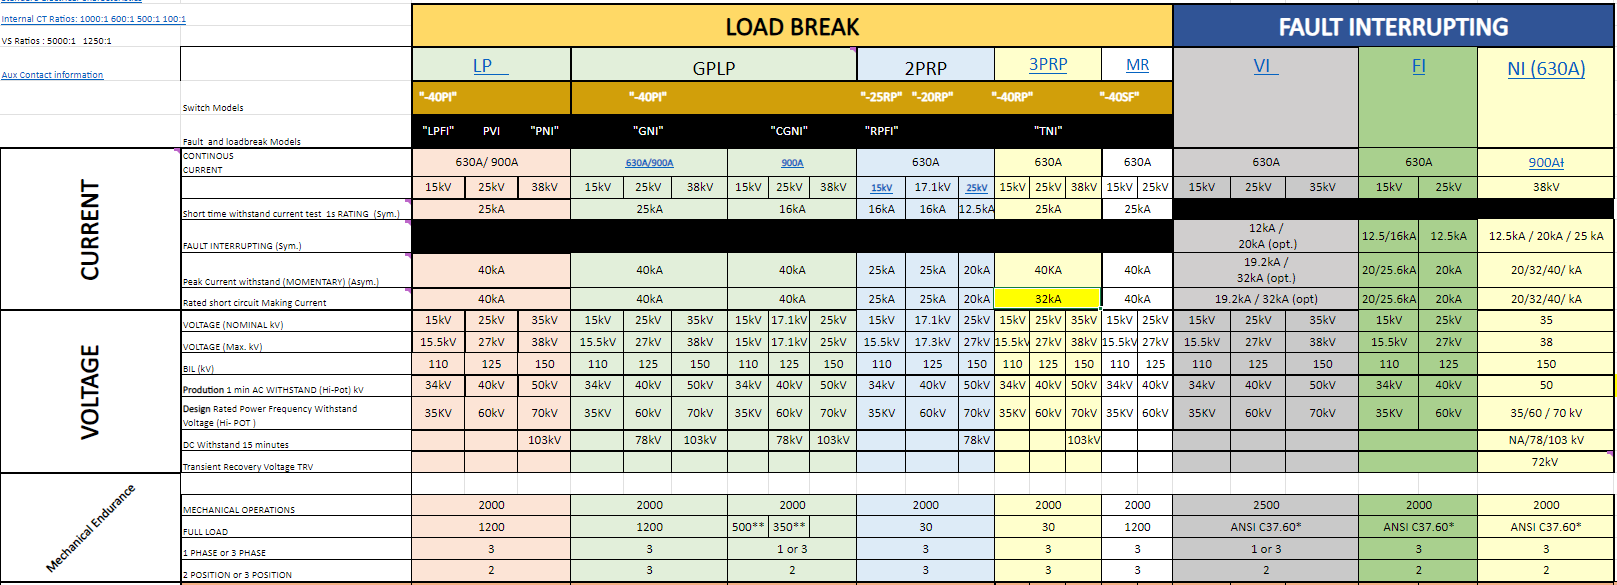 Internal CT Ratios: 1000:1 600:1 500:1 100:1
VS Ratios : 5000:1 1250:1
Aux Contact information
LOAD BREAK FAULT INTERRUPTING
LP GPLP 2PRP 3PRP MR VI FI NI (630A)
Switch Models "-40PI" "-40PI" "-25RP" "-20RP" "-40RP" "-40SF"
Fault and loadbreak Models "LPFI" PVI "PNI" "GNI" "CGNI" "RPFI" "TNI"
CURRENT
CONTINOUS
CURRENT
630A/ 900A 630A/900A 900A 630A 630A 630A 630A 630A 900Aƚ
15kV 25kV 38kV 15kV 25kV 38kV 15kV 25kV 38kV 15kV 17.1kV 25kV 15kV 25kV 38kV 15kV 25kV 15kV 25kV 35kV 15kV 25kV 38kV
Short time withstand current test 1s RATING (Sym.) 25kA 25kA 16kA 16kA 16kA 12.5kA 25kA 25kA
FAULT INTERRUPTING (Sym.) 12kA /
20kA (opt.) 12.5/16kA 12.5kA 12.5kA / 20kA / 25 kA
Peak Current withstand (MOMENTARY) (Asym.) 40kA 40kA 40kA 25kA 25kA 20kA 40KA 40kA 19.2kA /
32kA (opt.) 20/25.6kA 20kA 20/32/40/ kA
Rated short circuit Making Current 40kA 40kA 40kA 25kA 25kA 20kA 32kA 40kA 19.2kA / 32kA (opt) 20/25.6kA 20kA 20/32/40/ kA
VOLTAGE
VOLTAGE (NOMINAL kV) 15kV 25kV 35kV 15kV 25kV 35kV 15kV 17.1kV 25kV 15kV 17.1kV 25kV 15kV 25kV 35kV 15kV 25kV 15kV 25kV 35kV 15kV 25kV 35
VOLTAGE (Max. kV) 15.5kV 27kV 38kV 15.5kV 27kV 38kV 15kV 17.1kV 25kV 15.5kV 17.3kV 27kV 15.5kV 27kV 38kV 15.5kV 27kV 15.5kV 27kV 38kV 15.5kV 27kV 38
BIL (kV) 110 125 150 110 125 150 110 125 150 110 125 150 110 125 150 110 125 110 125 150 110 125 150
Prodution 1 min AC WITHSTAND (Hi-Pot) kV 34kV 40kV 50kV 34kV 40kV 50kV 34kV 40kV 50kV 34kV 40kV 50kV 34kV 40kV 50kV 34kV 40kV 34kV 40kV 50kV 34kV 40kV 50
Design Rated Power Frequency Withstand
Voltage (Hi- POT ) 35KV 60kV 70kV 35KV 60kV 70kV 35KV 60kV 70kV 35KV 60kV 70kV 35KV 60kV 70kV 35KV 60kV 35KV 60kV 70kV 35KV 60kV 35/60 / 70 kV
DC Withstand 15 minutes 103kV 78kV 103kV 78kV 103kV 78kV 103kV NA/78/103 kV
Transient Recovery Voltage TRV 72kV
Mechanical Endurance
MECHANICAL OPERATIONS 2000 2000 2000 2000 2000 2000 2500 2000 2000
FULL LOAD 1200 1200 500** 350** 30 30 1200 ANSI C37.60* ANSI C37.60* ANSI C37.60*
1 PHASE or 3 PHASE 3 3 1 or 3 3 3 3 1 or 3 3 3
2 POSITION or 3 POSITION 2 3 2 3 3 3 2 2 2